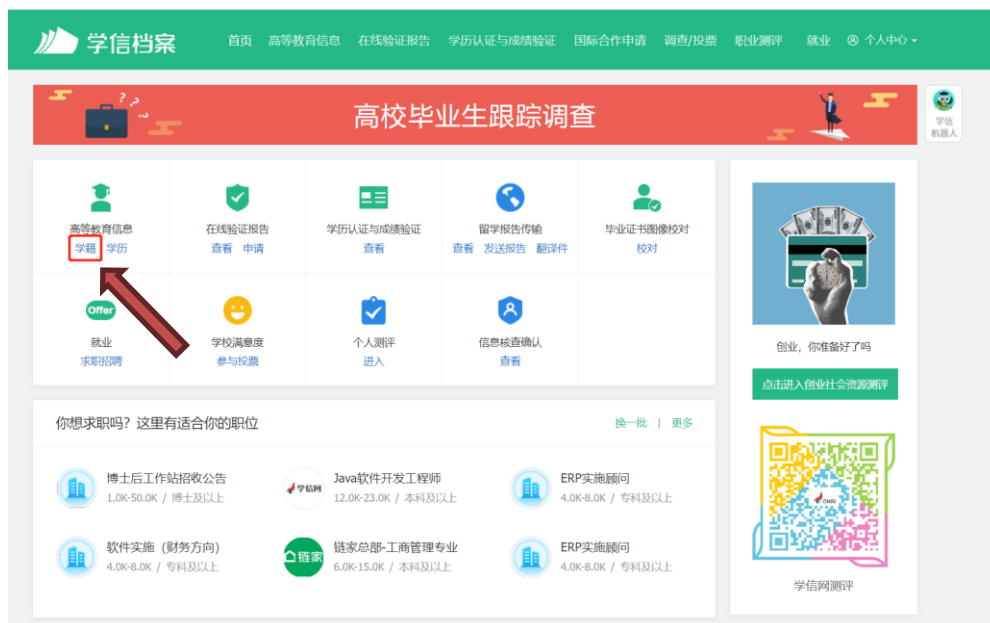 学信档案
首页 高等教育信息 在线验证报告 学历认证与成绩验证 国际合作申请 调查/投票 职业测评 就业 个人中心
? ?
?
高校毕业生跟踪调查
学信
机器人
高等教育信息
学籍 学历
在线验证报告
查看 申请
学历认证与成绩验证
查看
留学报告传输
查看 发送报告 翻译件
毕业证书图像校对
校对
Offer
就业
求职招聘
学校满意度
参与投票
个人测评
进入
信息核查确认
查看
创业，你准备好了吗
点击进入创业社会资源测评
学信网测评
你想求职吗？这里有适合你的职位
换一批 | 更多
博士后工作站招收公告
1.0K-50.0K / 博士及以上
学信网
Java软件开发工程师
12.0K-23.0K / 本科及以上
ERP实施顾问
4.0K-8.0K / 专科及以上
软件实施（财务方向）
4.0K-8.0K / 专科及以上
链家
链家总部-工商管理专业
6.0K-15.0K / 本科及以上
ERP实施顾问
4.0K-8.0K / 专科及以上